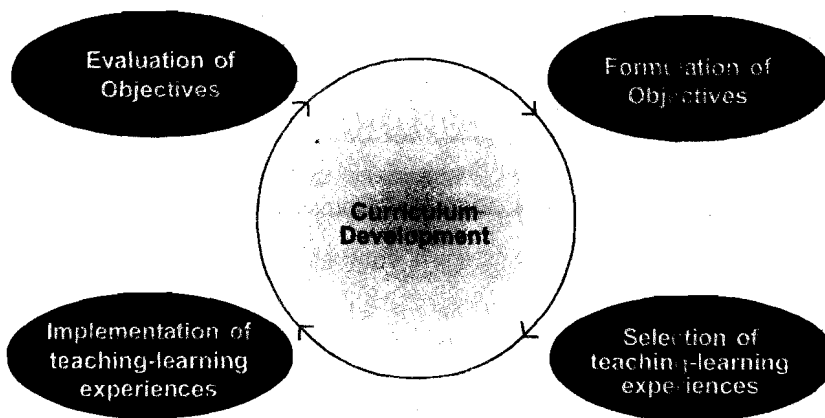 Evaluation of
Objectives
Formulation of
Objectives
Curriculum
Development
Implementation of
teaching-learning
experiences
Selection of
teaching-learning
experiences